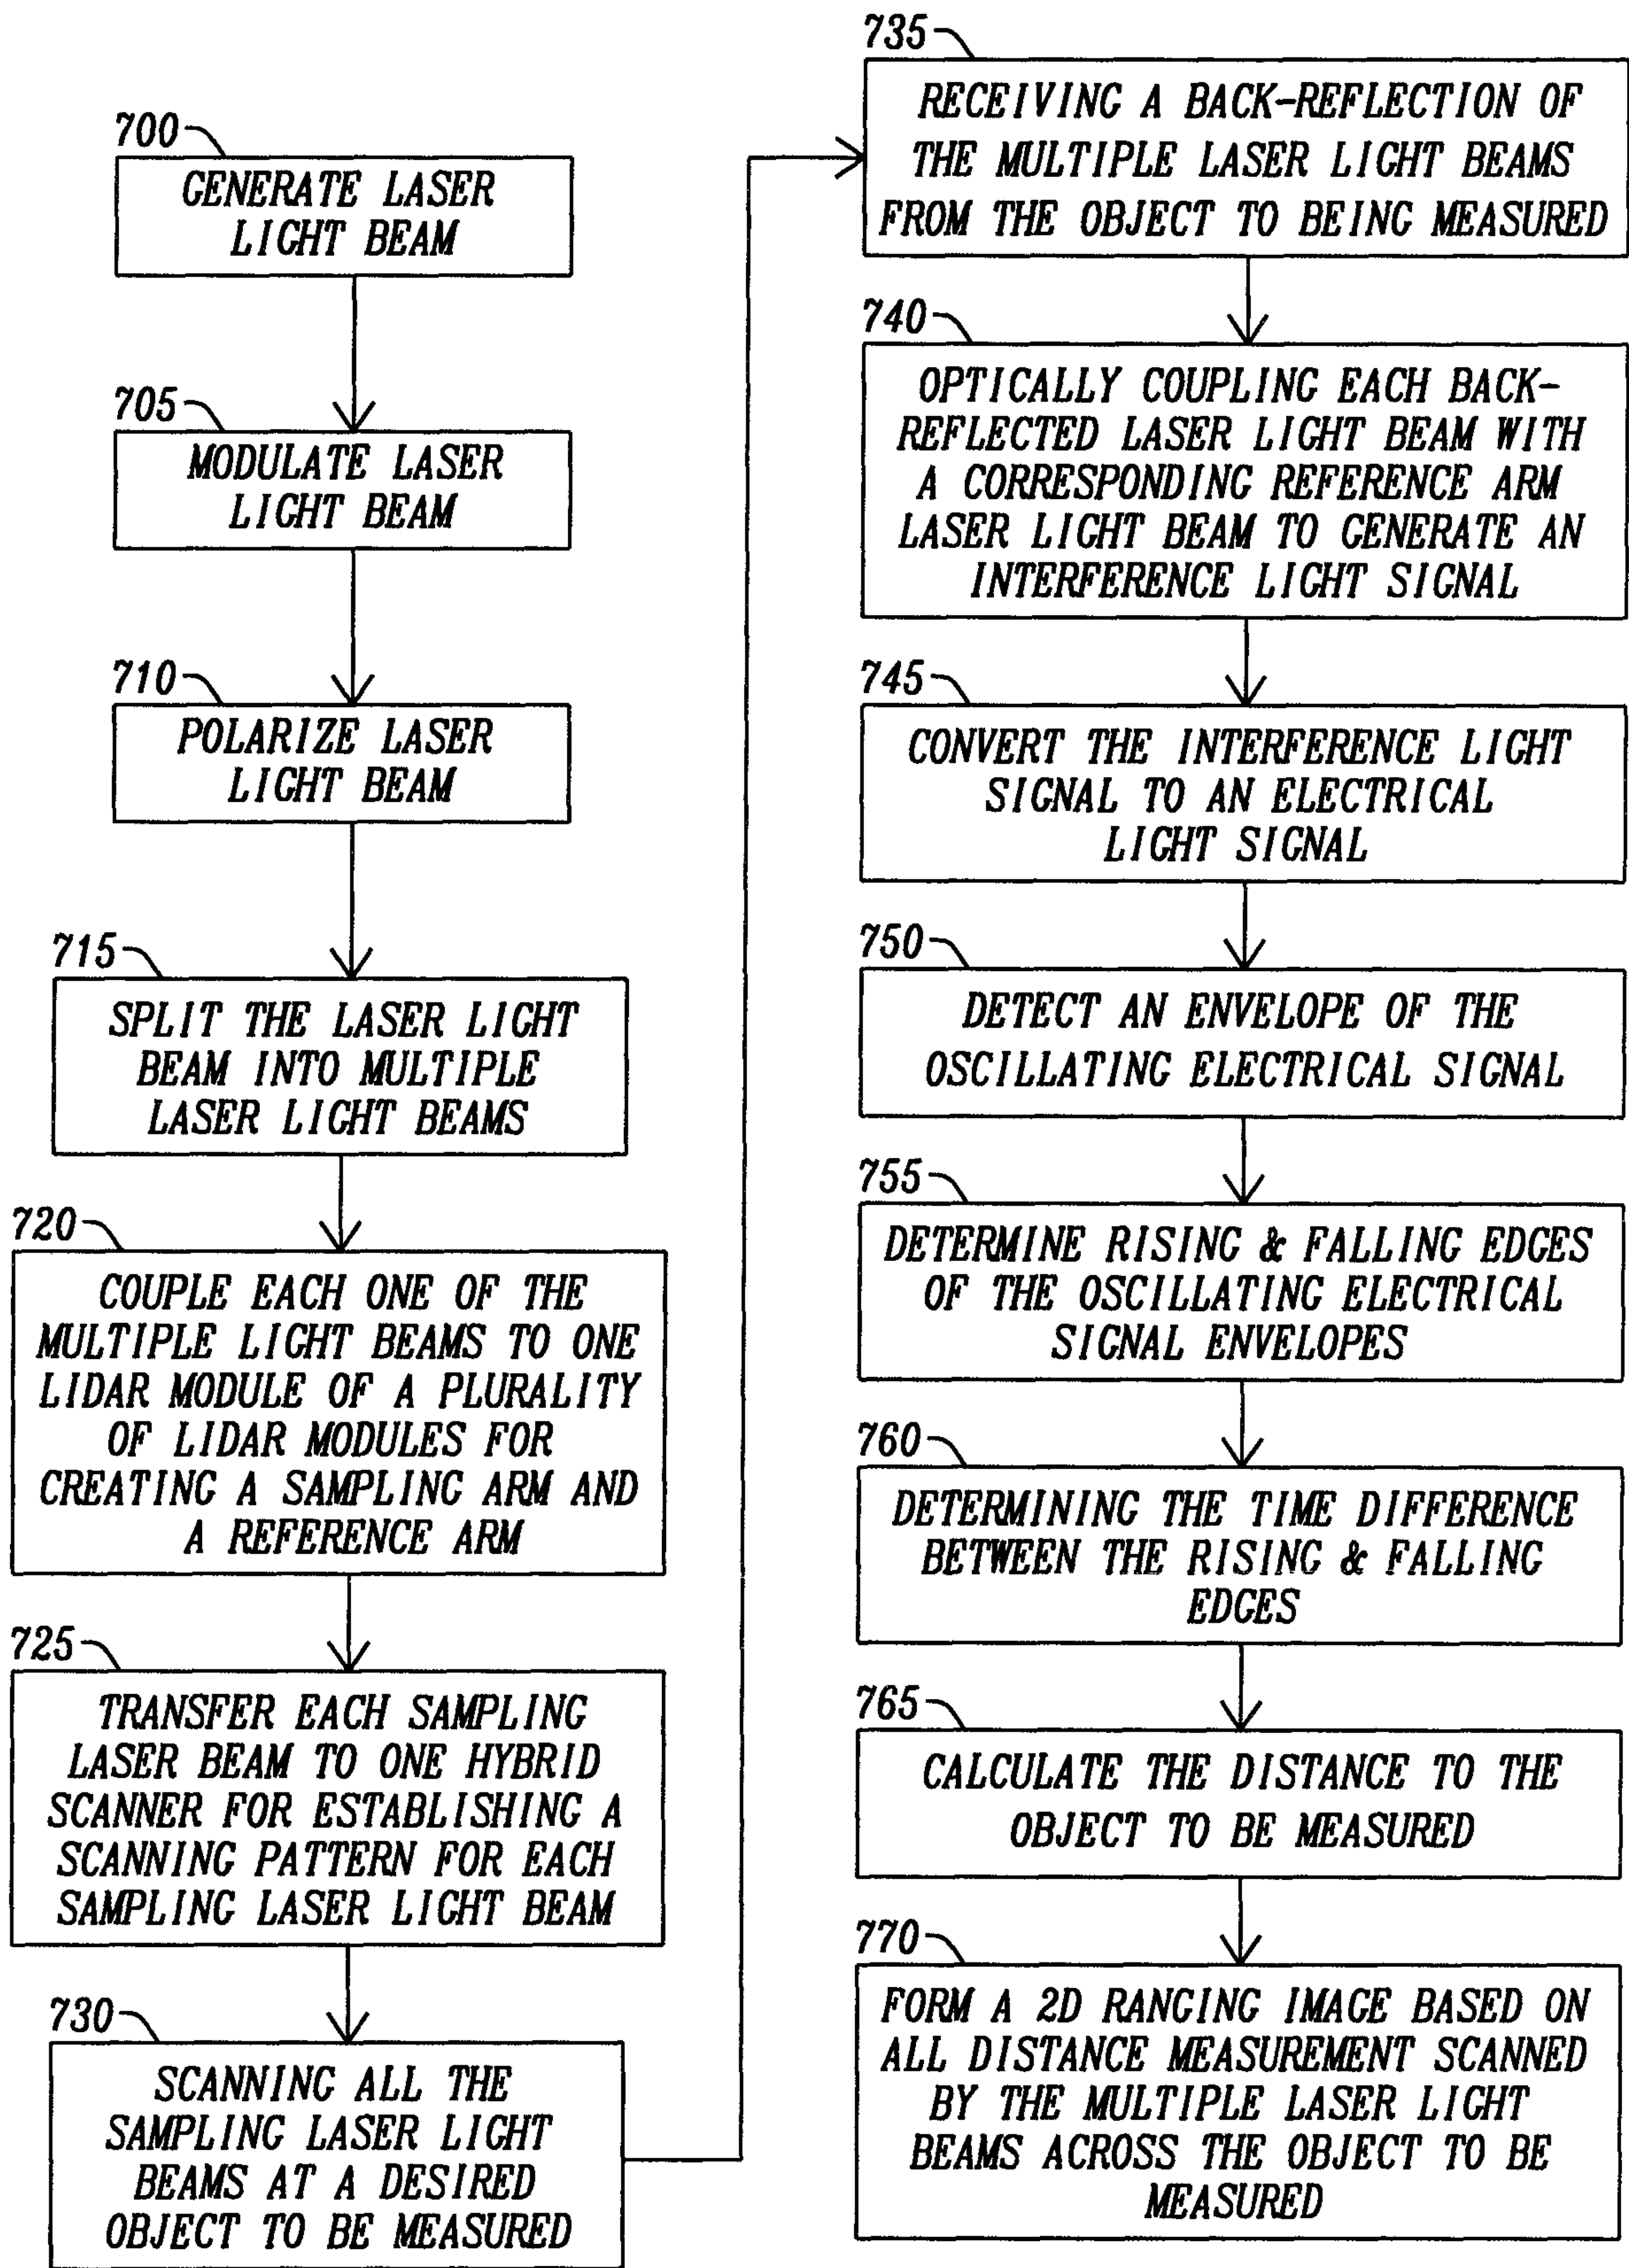 700
GENERATE LASER
LIGHT BEAM
705
MODULATE LASER
LIGHT BEAM
710
POLARIZE LASER
LIGHT BEAM
715
SPLIT THE LASER LIGHT
BEAM INTO MULTIPLE
LASER LIGHT BEAMS
720
COUPLE EACH ONE OF THE
MULTIPLE LIGHT BEAMS TO ONE
LIDAR MODULE OF A PLURALITY
OF LIDAR MODULES FOR
CREATING A SAMPLING ARM AND
A REFERENCE ARM
725
TRANSFER EACH SAMPLING
LASER BEAM TO ONE HYBRID
SCANNER FOR ESTABLISHING A
SCANNING PATTERN FOR EACH
SAMPLING LASER LIGHT BEAM
730
SCANNING ALL THE
SAMPLING LASER LIGHT
BEAMS AT A DESIRED
OBJECT TO BE MEASURED
735
RECEIVING A BACK-REFLECTION OF
THE MULTIPLE LASER LIGHT BEAMS
FROM THE OBJECT TO BEING MEASURED
740
OPTICALLY COUPLING EACH BACK-
REFLECTED LASER LIGHT BEAM WITH
A CORRESPONDING REFERENCE ARM
LASER LIGHT BEAM TO GENERATE AN
INTERFERENCE LIGHT SIGNAL
745
CONVERT THE INTERFERENCE LIGHT
SIGNAL TO AN ELECTRICAL
LIGHT SIGNAL
750
DETECT AN ENVELOPE OF THE
OSCILLATING ELECTRICAL SIGNAL
755
DETERMINE RISING & FALLING EDGES
OF THE OSCILLATING ELECTRICAL
SIGNAL ENVELOPES
760
DETERMINING THE TIME DIFFERENCE
BETWEEN THE RISING & FALLING
EDGES
765
CALCULATE THE DISTANCE TO THE
OBJECT TO BE MEASURED
770
FORM A 2D RANGING IMAGE BASED ON
ALL DISTANCE MEASUREMENT SCANNED
BY THE MULTIPLE LASER LIGHT
BEAMS ACROSS THE OBJECT TO BE
MEASURED